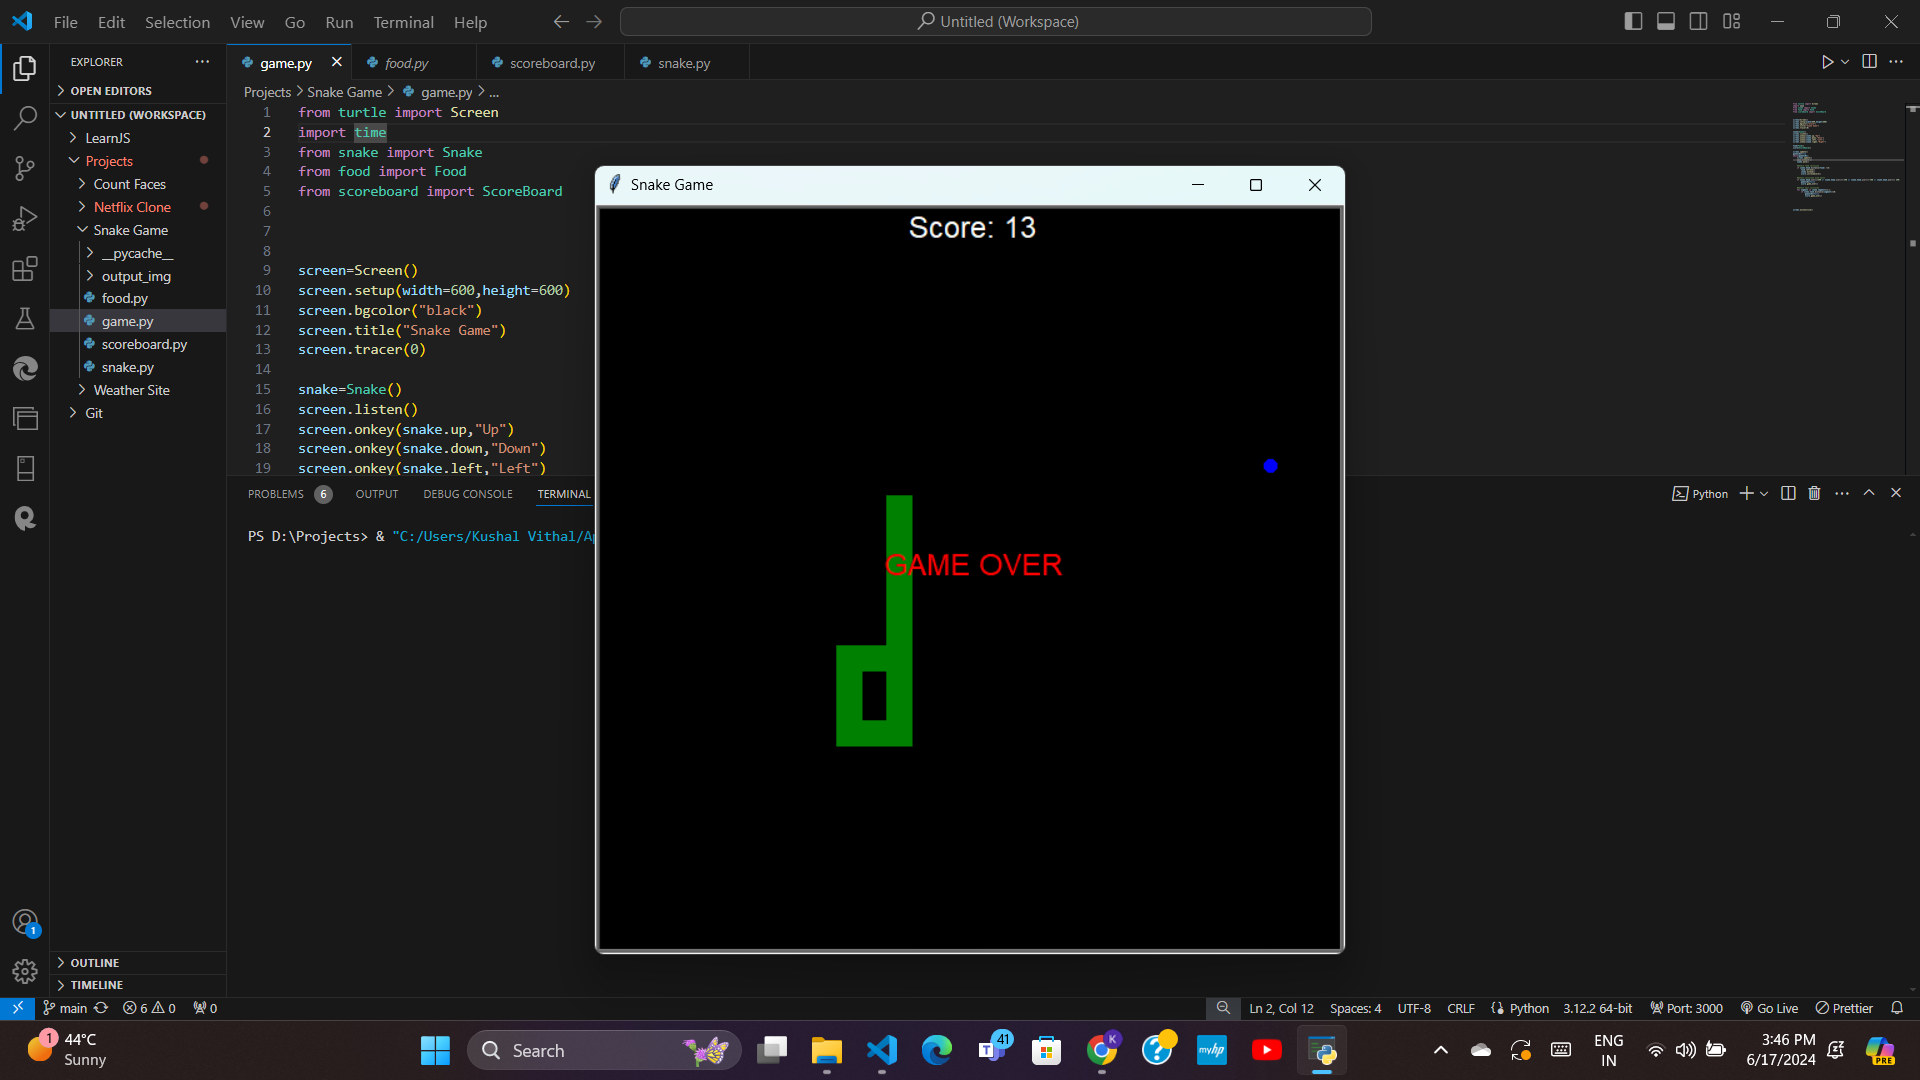 File Edit Selection View Go Run Terminal Help
Untitled (Workspace)
EXPLORER
OPEN EDITORS
UNTITLED (WORKSPACE)
LearnJS
Projects
Count Faces
Netflix Clone
Snake Game
__pycache__
output_img
food.py
game.py
scoreboard.py
snake.py
Weather Site
Git
OUTLINE
TIMELINE
game.py food.py scoreboard.py snake.py
Projects > Snake Game > game.py > ...
1 from turtle import Screen
2 import time
3 from snake import Snake
4 from food import Food
5 from scoreboard import ScoreBoard
6
7
8
9 screen=Screen()
10 screen.setup(width=600,height=600)
11 screen.bgcolor("black")
12 screen.title("Snake Game")
13 screen.tracer(0)
14
15 snake=Snake()
16 screen.listen()
17 screen.onkey(snake.up,"Up")
18 screen.onkey(snake.down,"Down")
19 screen.onkey(snake.left,"Left")
PROBLEMS 6 OUTPUT DEBUG CONSOLE TERMINAL
Python
PS D:\Projects> & "C:/Users/Kushal Vithal/Ap
Snake Game
Score: 13
GAME OVER
main 6 0 0
Ln 2, Col 12 Spaces: 4 UTF-8 CRLF Python 3.12.2 64-bit Port: 3000 Go Live Prettier
1
1
44°C
Sunny
Search
41
K
myhp
PRE
ENG
IN
3:46 PM
6/17/2024